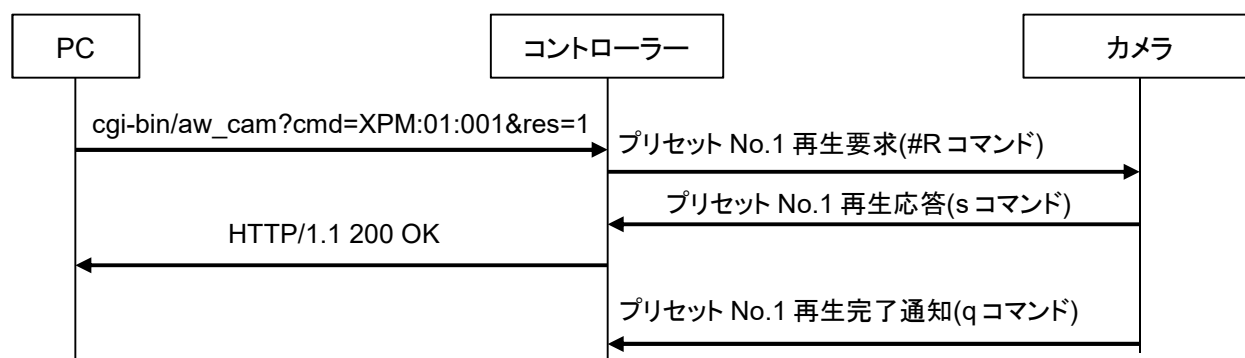 PC
コントローラー
カメラ
cgi-bin/aw_cam?cmd=XPM:01:001&res=1
プリセット No.1 再生要求(#R コマンド)
プリセット No.1 再生応答(s コマンド)
HTTP/1.1 200 OK
プリセット No.1 再生完了通知(q コマンド)